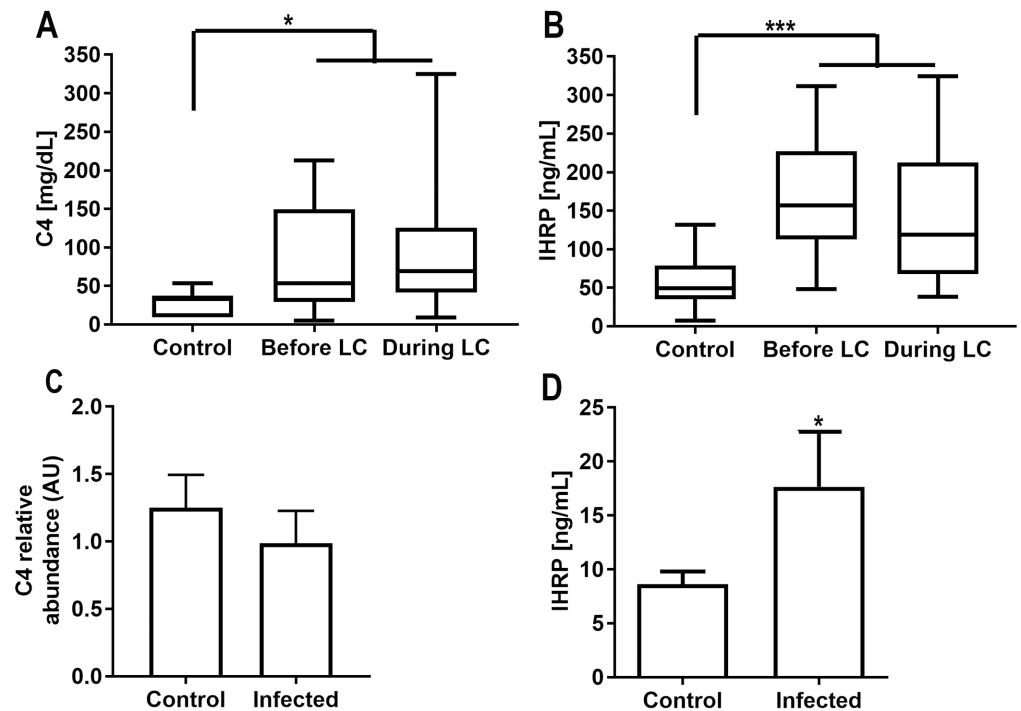 A
C4 [mg/dL]
350
300
250
200
150
100
50
0
*
Control
Before LC
During LC
B
IHRP [ng/mL]
350
300
250
200
150
100
50
0
***
Control
Before LC
During LC
C
C4 relative
abundance (AU)
2.0
1.5
1.0
0.5
0.0
Control
Infected
D
IHRP [ng/mL]
25
20
15
10
5
0
*
Control
Infected